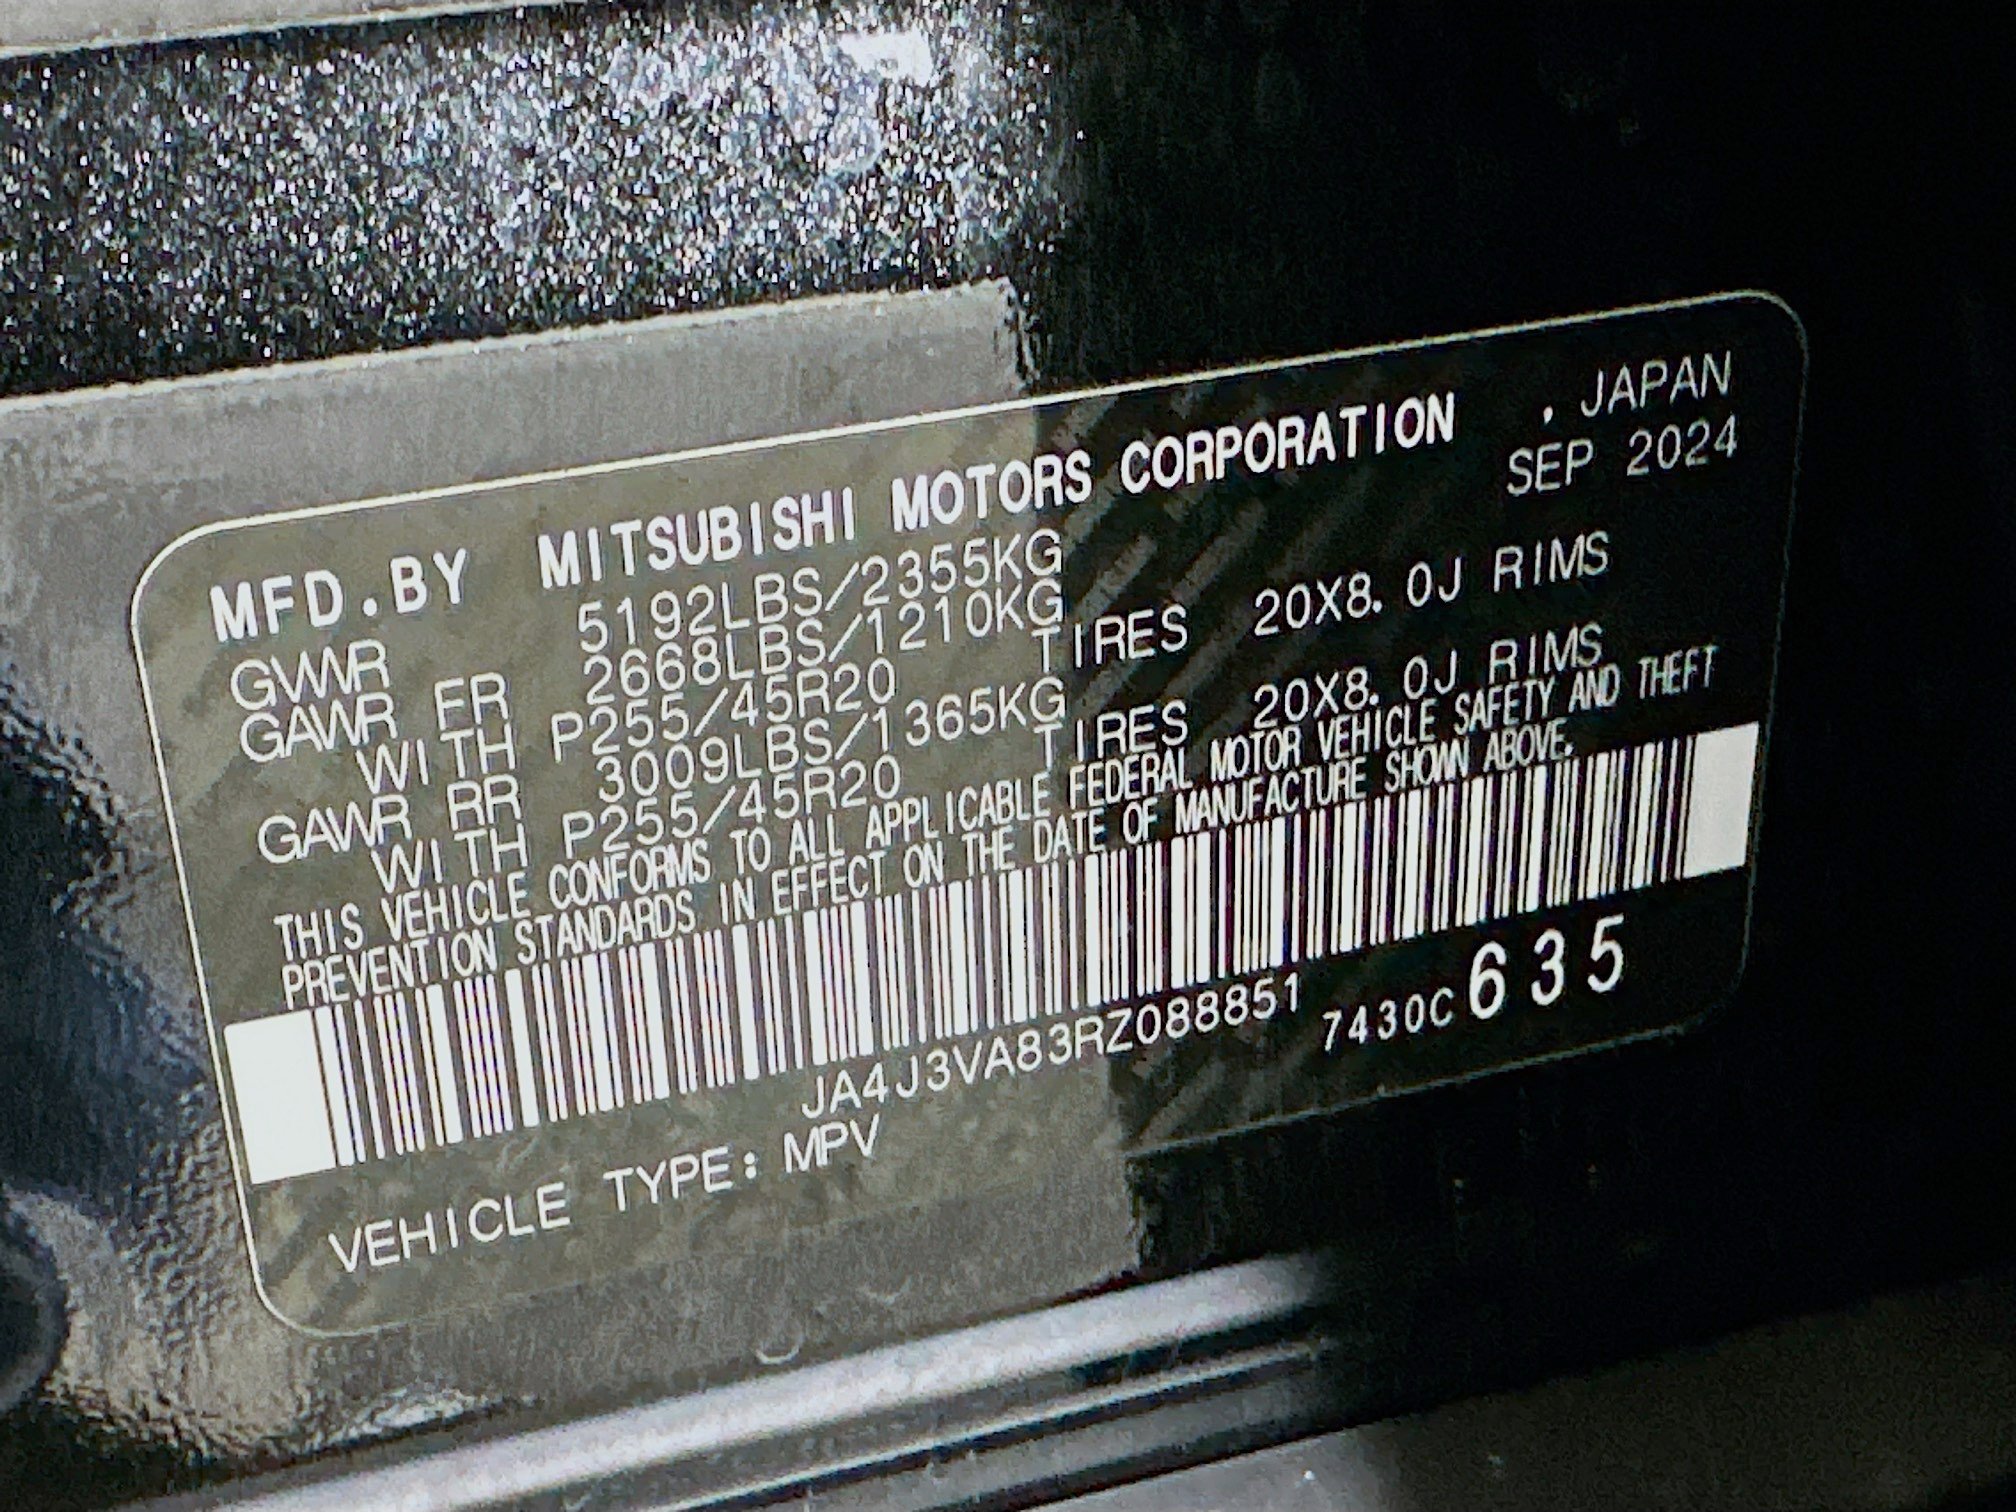 MFD.BY MITSUBISHI MOTORS CORPORATION , JAPAN
SEP 2024
GVWR 5192LBS/2355KG
GAWR FR 2668LBS/1210KG
WITH P255/45R20 TIRES 20X8.0J RIMS
GAWR RR 3009LBS/1365KG
WITH P255/45R20 TIRES 20X8.0J RIMS
THIS VEHICLE CONFORMS TO ALL APPLICABLE FEDERAL MOTOR VEHICLE SAFETY AND THEFT
PREVENTION STANDARDS IN EFFECT ON THE DATE OF MANUFACTURE SHOWN ABOVE.
JA4J3VA83RZ088851 7430C 635
VEHICLE TYPE: MPV